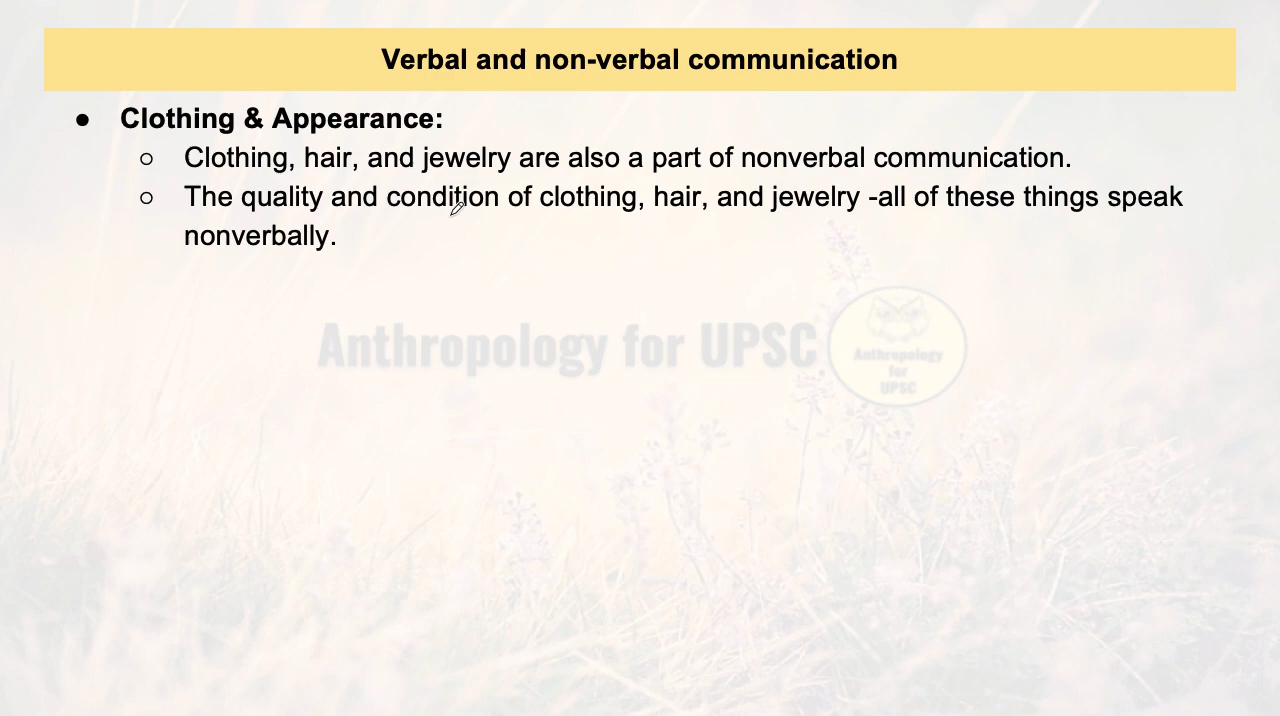 Verbal and non-verbal communication
● Clothing & Appearance:
○ Clothing, hair, and jewelry are also a part of nonverbal communication.
○ The quality and condition of clothing, hair, and jewelry -all of these things speak
nonverbally.
Anthropology for UPSC
Anthropology
for
UPSC